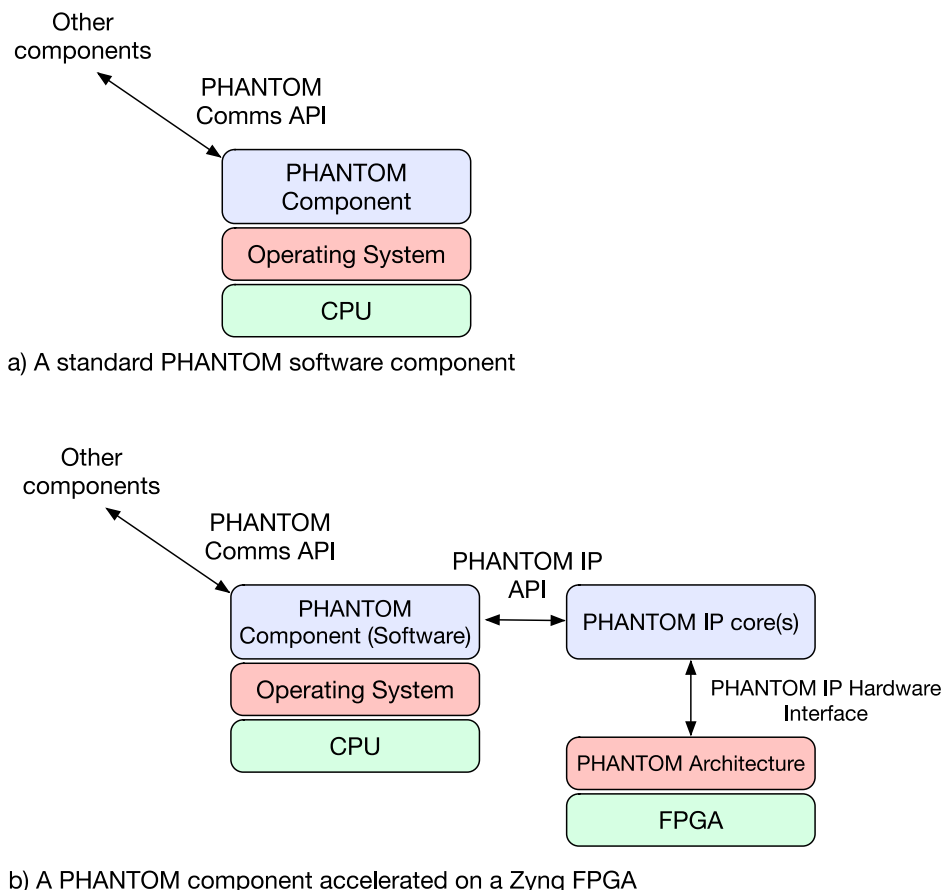 Other
components
PHANTOM
Comms API
PHANTOM
Component
Operating System
CPU
a) A standard PHANTOM software component
Other
components
PHANTOM
Comms API
PHANTOM IP
API
PHANTOM
Component (Software)
PHANTOM IP core(s)
Operating System
PHANTOM IP Hardware
Interface
CPU
PHANTOM Architecture
FPGA
b) A PHANTOM component accelerated on a Zynq FPGA